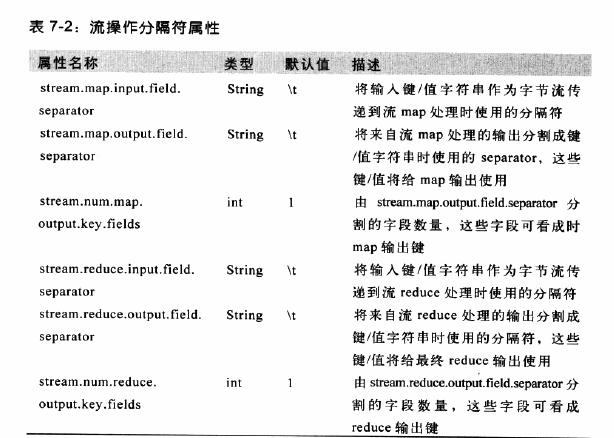 表 7-2：流操作分隔符属性
属性名称 类型 默认值 描述
stream.map.input.field. String \t 将输入键/值字符串作为字节流传
separator 递到流 map 处理时使用的分隔符
stream.map.output.field. String \t 将来自流 map 处理的输出分割成键
separator /值字符串时使用的 separator，这些
键/值将给 map 输出使用
stream.num.map. int 1 由 stream.map.output.field.separator 分
output.key.fields 割的字段数量，这些字段可看成时
map 输出键
stream.reduce.input.field. String \t 将输入键/值字符串作为字节流传
separator 递到流 reduce 处理时使用的分隔符
stream.reduce.output.field. String \t 将来自流 reduce 处理的输出分割成
separator 键/值字符串时使用的分隔符，这些
键/值将给最终 reduce 输出使用
stream.num.reduce. int 1 由 stream.reduce.output.field.separator 分
output.key.fields 割的字段数量，这些字段可看成
reduce 输出键